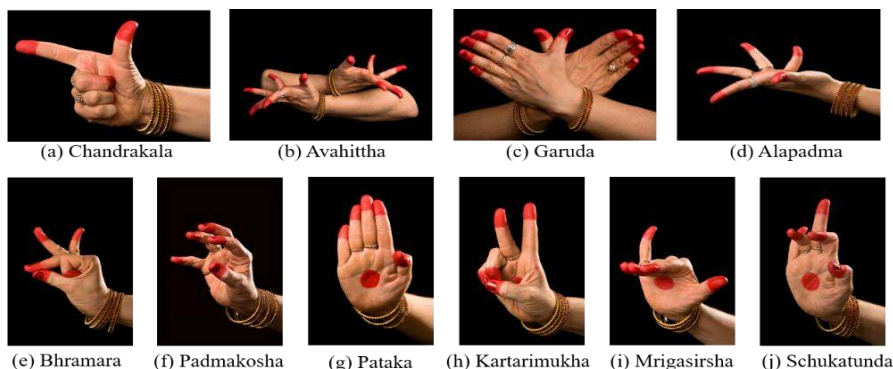 (a) Chandrakala (b) Avahittha (c) Garuda (d) Alapadma
(e) Bhramara (f) Padmakosha (g) Pataka (h) Kartarimukha (i) Mrigasirsha (j) Schukatunda